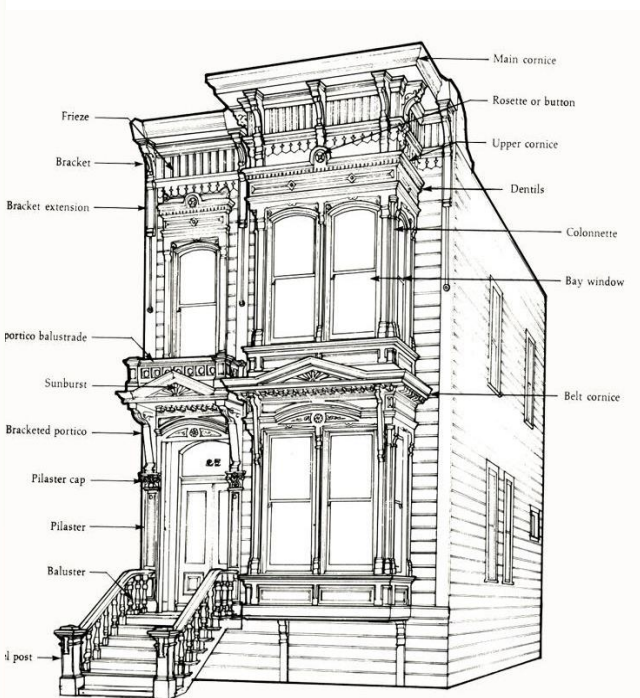 Frieze
Bracket
Bracket extension
portico balustrade
Sunburst
Bracketed portico
Pilaster cap
Pilaster
Baluster
l post
Main cornice
Rosette or button
Upper cornice
Dentils
Colonnette
Bay window
Belt cornice